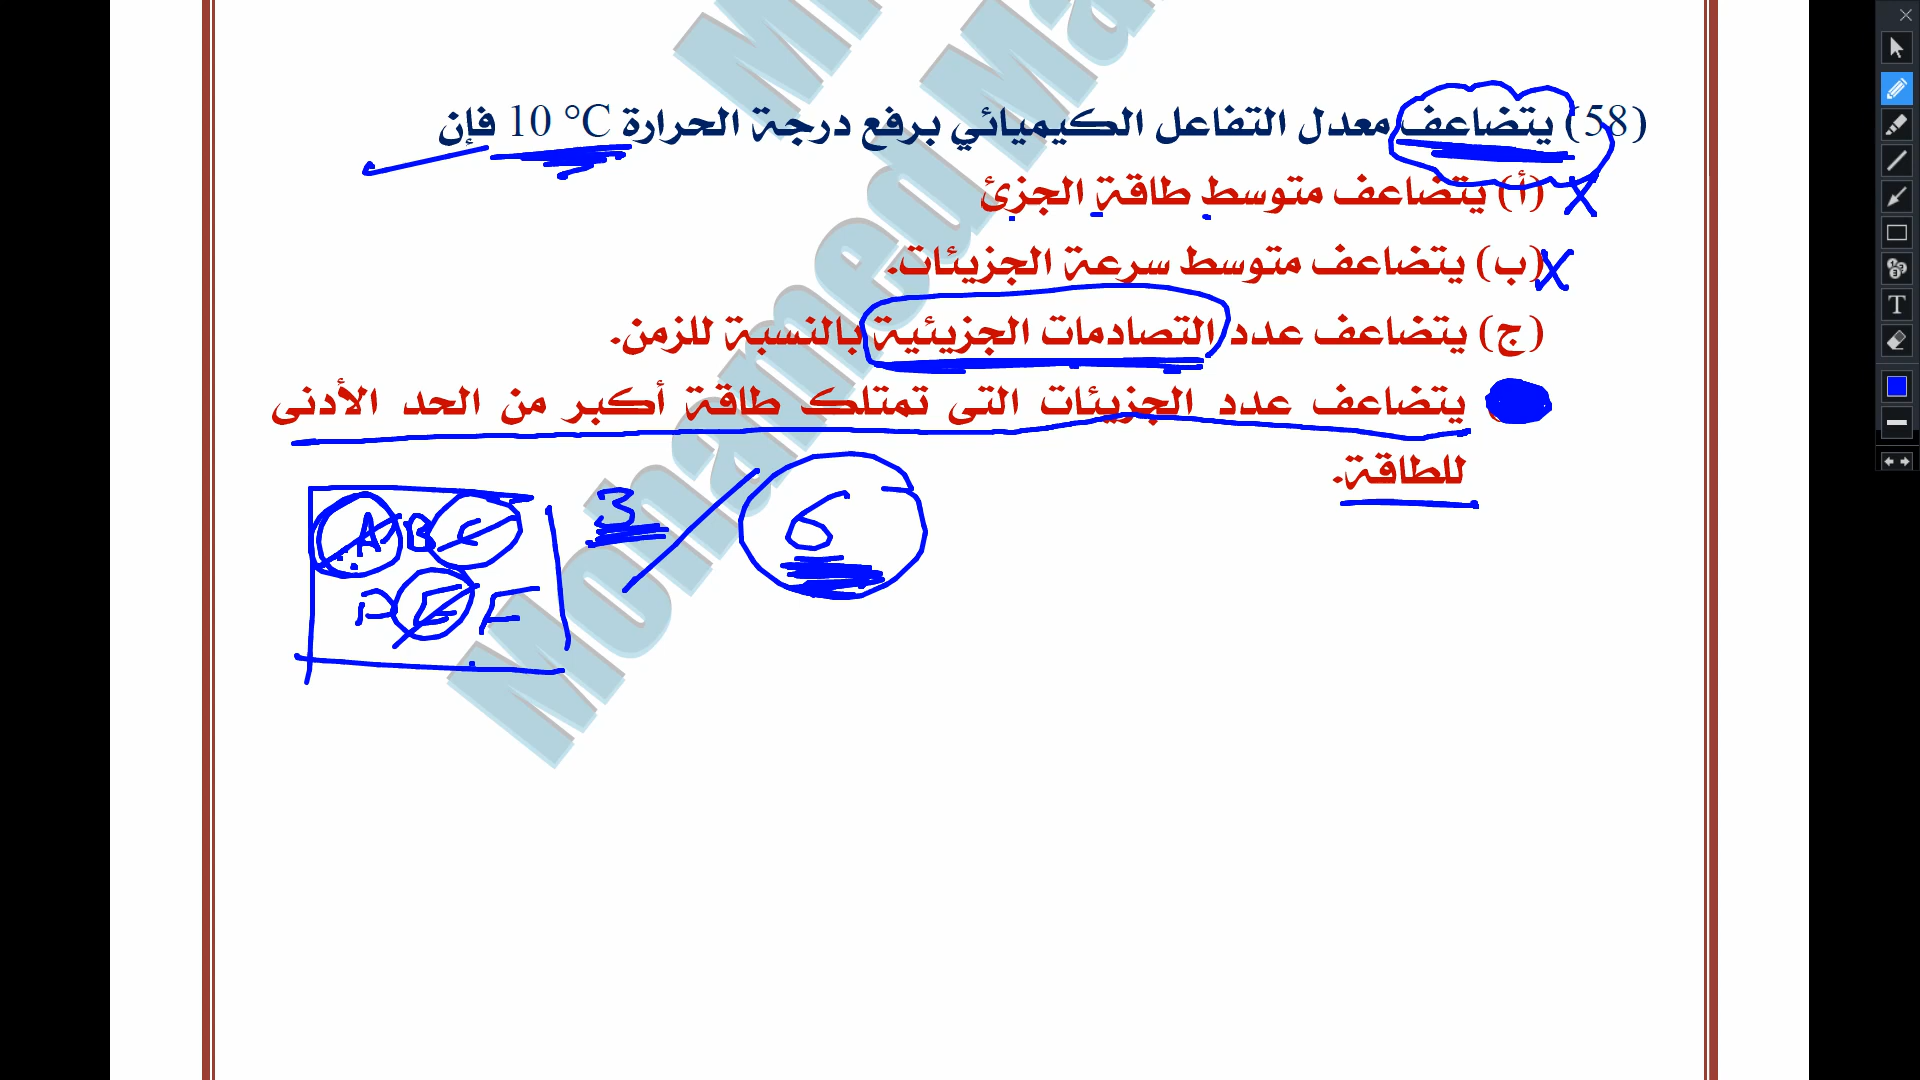 (58) يتضاعف معدل التفاعل الكيميائي برفع درجة الحرارة 10 °C فإن
(أ) يتضاعف متوسط طاقة الجزئ
(ب) يتضاعف متوسط سرعة الجزيئات.
(ج) يتضاعف عدد التصادمات الجزيئية بالنسبة للزمن.
يتضاعف عدد الجزيئات التى تمتلك طاقة أكبر من الحد الأدنى
للطاقة.
A B C 3 6
D E F
Mohamed